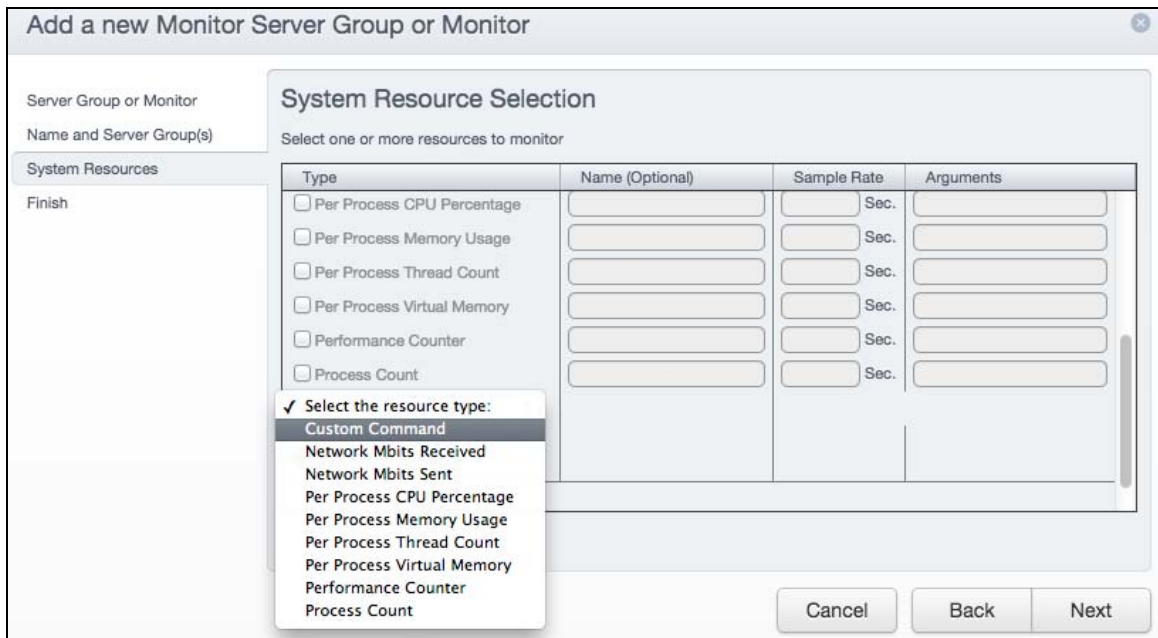 Add a new Monitor Server Group or Monitor
Server Group or Monitor
Name and Server Group(s)
System Resources
Finish
System Resource Selection
Select one or more resources to monitor
Type Name (Optional) Sample Rate Arguments
Per Process CPU Percentage Sec.
Per Process Memory Usage Sec.
Per Process Thread Count Sec.
Per Process Virtual Memory Sec.
Performance Counter Sec.
Process Count Sec.
✓ Select the resource type:
Custom Command
Network Mbits Received
Network Mbits Sent
Per Process CPU Percentage
Per Process Memory Usage
Per Process Thread Count
Per Process Virtual Memory
Performance Counter
Process Count
Cancel Back Next